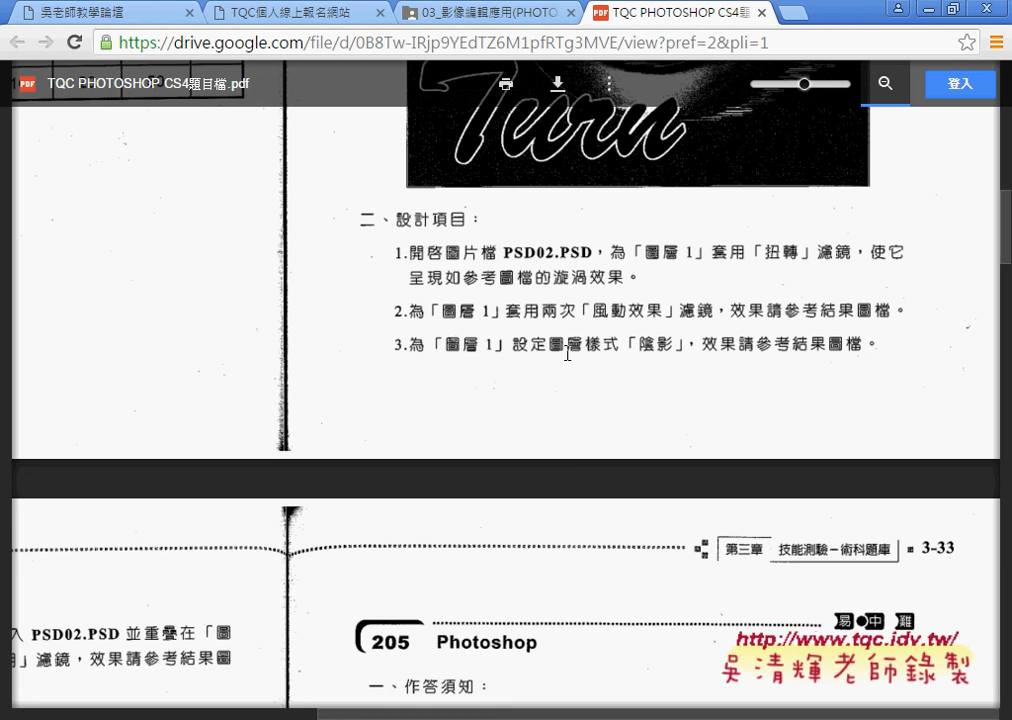 吳老師教學論壇
TQC個人線上報名網站
03_影像編輯應用(PHOTO
TQC PHOTOSHOP CS4題
https://drive.google.com/file/d/0B8Tw-IRjp9YEdTZ6M1pfRTg3MVE/view?pref=2&pli=1
PDF TQC PHOTOSHOP CS4題目檔.pdf
登入
Turn
二、設計項目：
1.開啓圖片檔 PSD02.PSD，為「圖層 1」套用「扭轉」濾鏡，使它
呈現如參考圖檔的漩渦效果。
2.為「圖層 1」套用兩次「風動效果」濾鏡，效果請參考結果圖檔。
3.為「圖層 1」設定圖層樣式「陰影」，效果請參考結果圖檔。
第三章 技能測驗－術科題庫 3-33
入 PSD02.PSD 並重疊在「圖
」濾鏡，效果請參考結果圖
易 中 難
205 Photoshop
http://www.tqc.idv.tw/
吳清輝老師錄製
一、作答須知：